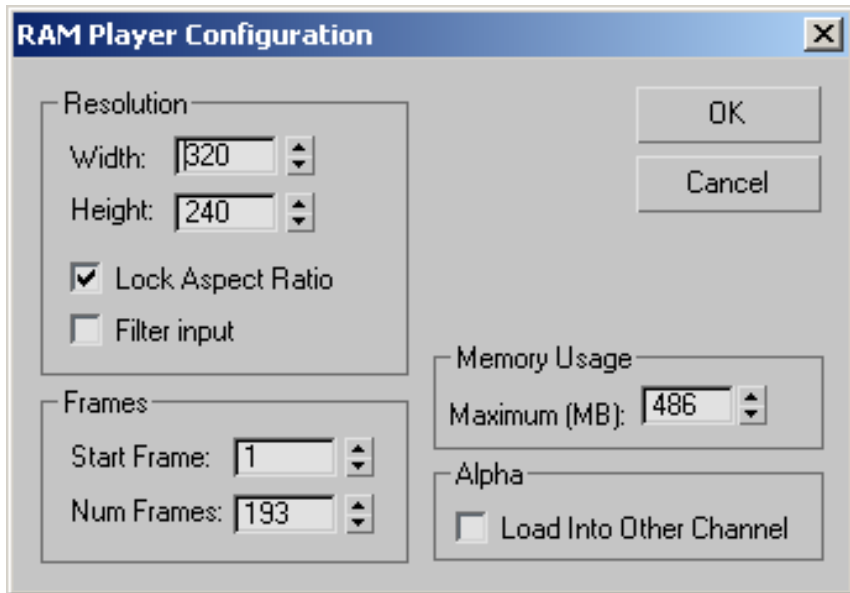 RAM Player Configuration
Resolution
Width: 320
Height: 240
Lock Aspect Ratio
Filter input
OK
Cancel
Frames
Start Frame: 1
Num Frames: 193
Memory Usage
Maximum (MB): 486
Alpha
Load Into Other Channel